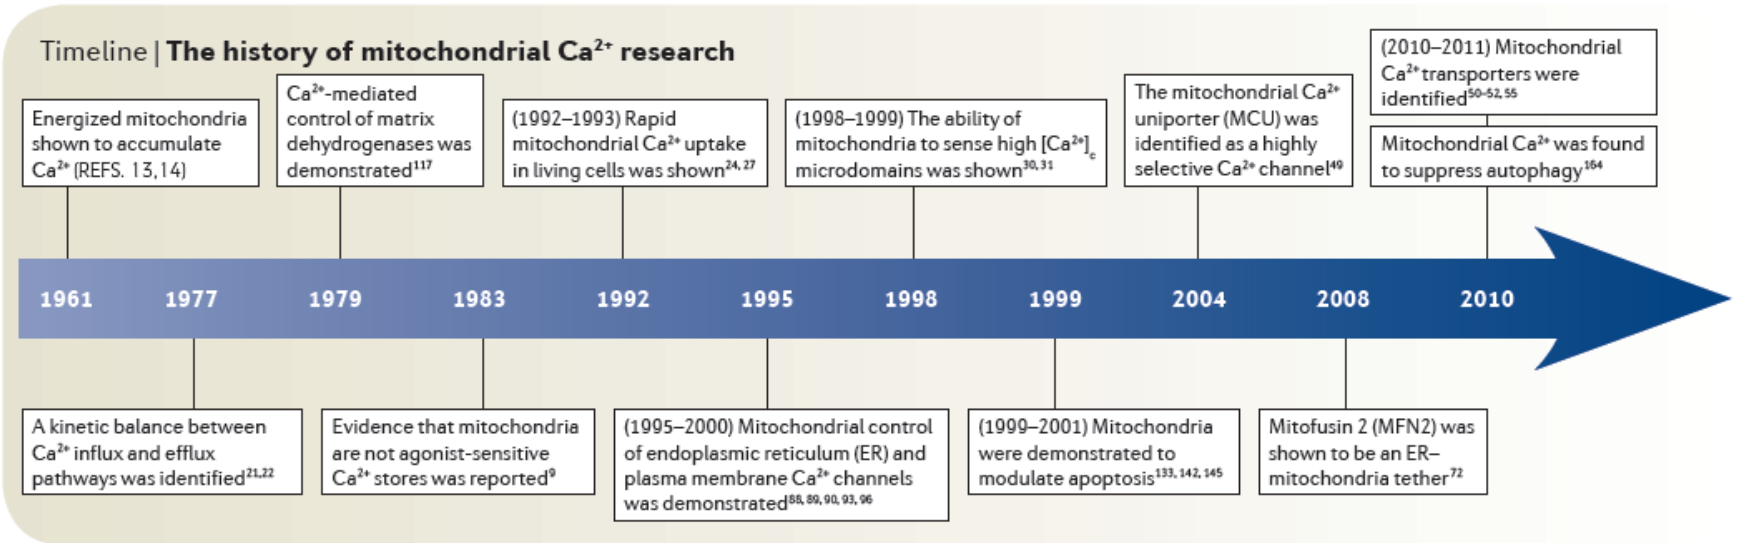 Timeline | The history of mitochondrial Ca²⁺ research
Energized mitochondria
shown to accumulate
Ca²⁺ (REFS. 13,14)
Ca²⁺-mediated
control of matrix
dehydrogenases was
demonstrated¹¹⁷
(1992–1993) Rapid
mitochondrial Ca²⁺ uptake
in living cells was shown²⁴,²⁷
(1998–1999) The ability of
mitochondria to sense high [Ca²⁺]c
microdomains was shown³⁰,³¹
The mitochondrial Ca²⁺
uniporter (MCU) was
identified as a highly
selective Ca²⁺ channel⁴⁹
(2010–2011) Mitochondrial
Ca²⁺ transporters were
identified⁵⁰⁻⁵²,⁵⁵
Mitochondrial Ca²⁺ was found
to suppress autophagy¹⁶⁴
1961 1977 1979 1983 1992 1995 1998 1999 2004 2008 2010
A kinetic balance between
Ca²⁺ influx and efflux
pathways was identified²¹,²²
Evidence that mitochondria
are not agonist-sensitive
Ca²⁺ stores was reported⁹
(1995–2000) Mitochondrial control
of endoplasmic reticulum (ER) and
plasma membrane Ca²⁺ channels
was demonstrated⁸⁸,⁸⁹,⁹⁰,⁹³,⁹⁶
(1999–2001) Mitochondria
were demonstrated to
modulate apoptosis¹³³,¹⁴²,¹⁴⁵
Mitofusin 2 (MFN2) was
shown to be an ER–
mitochondria tether⁷²